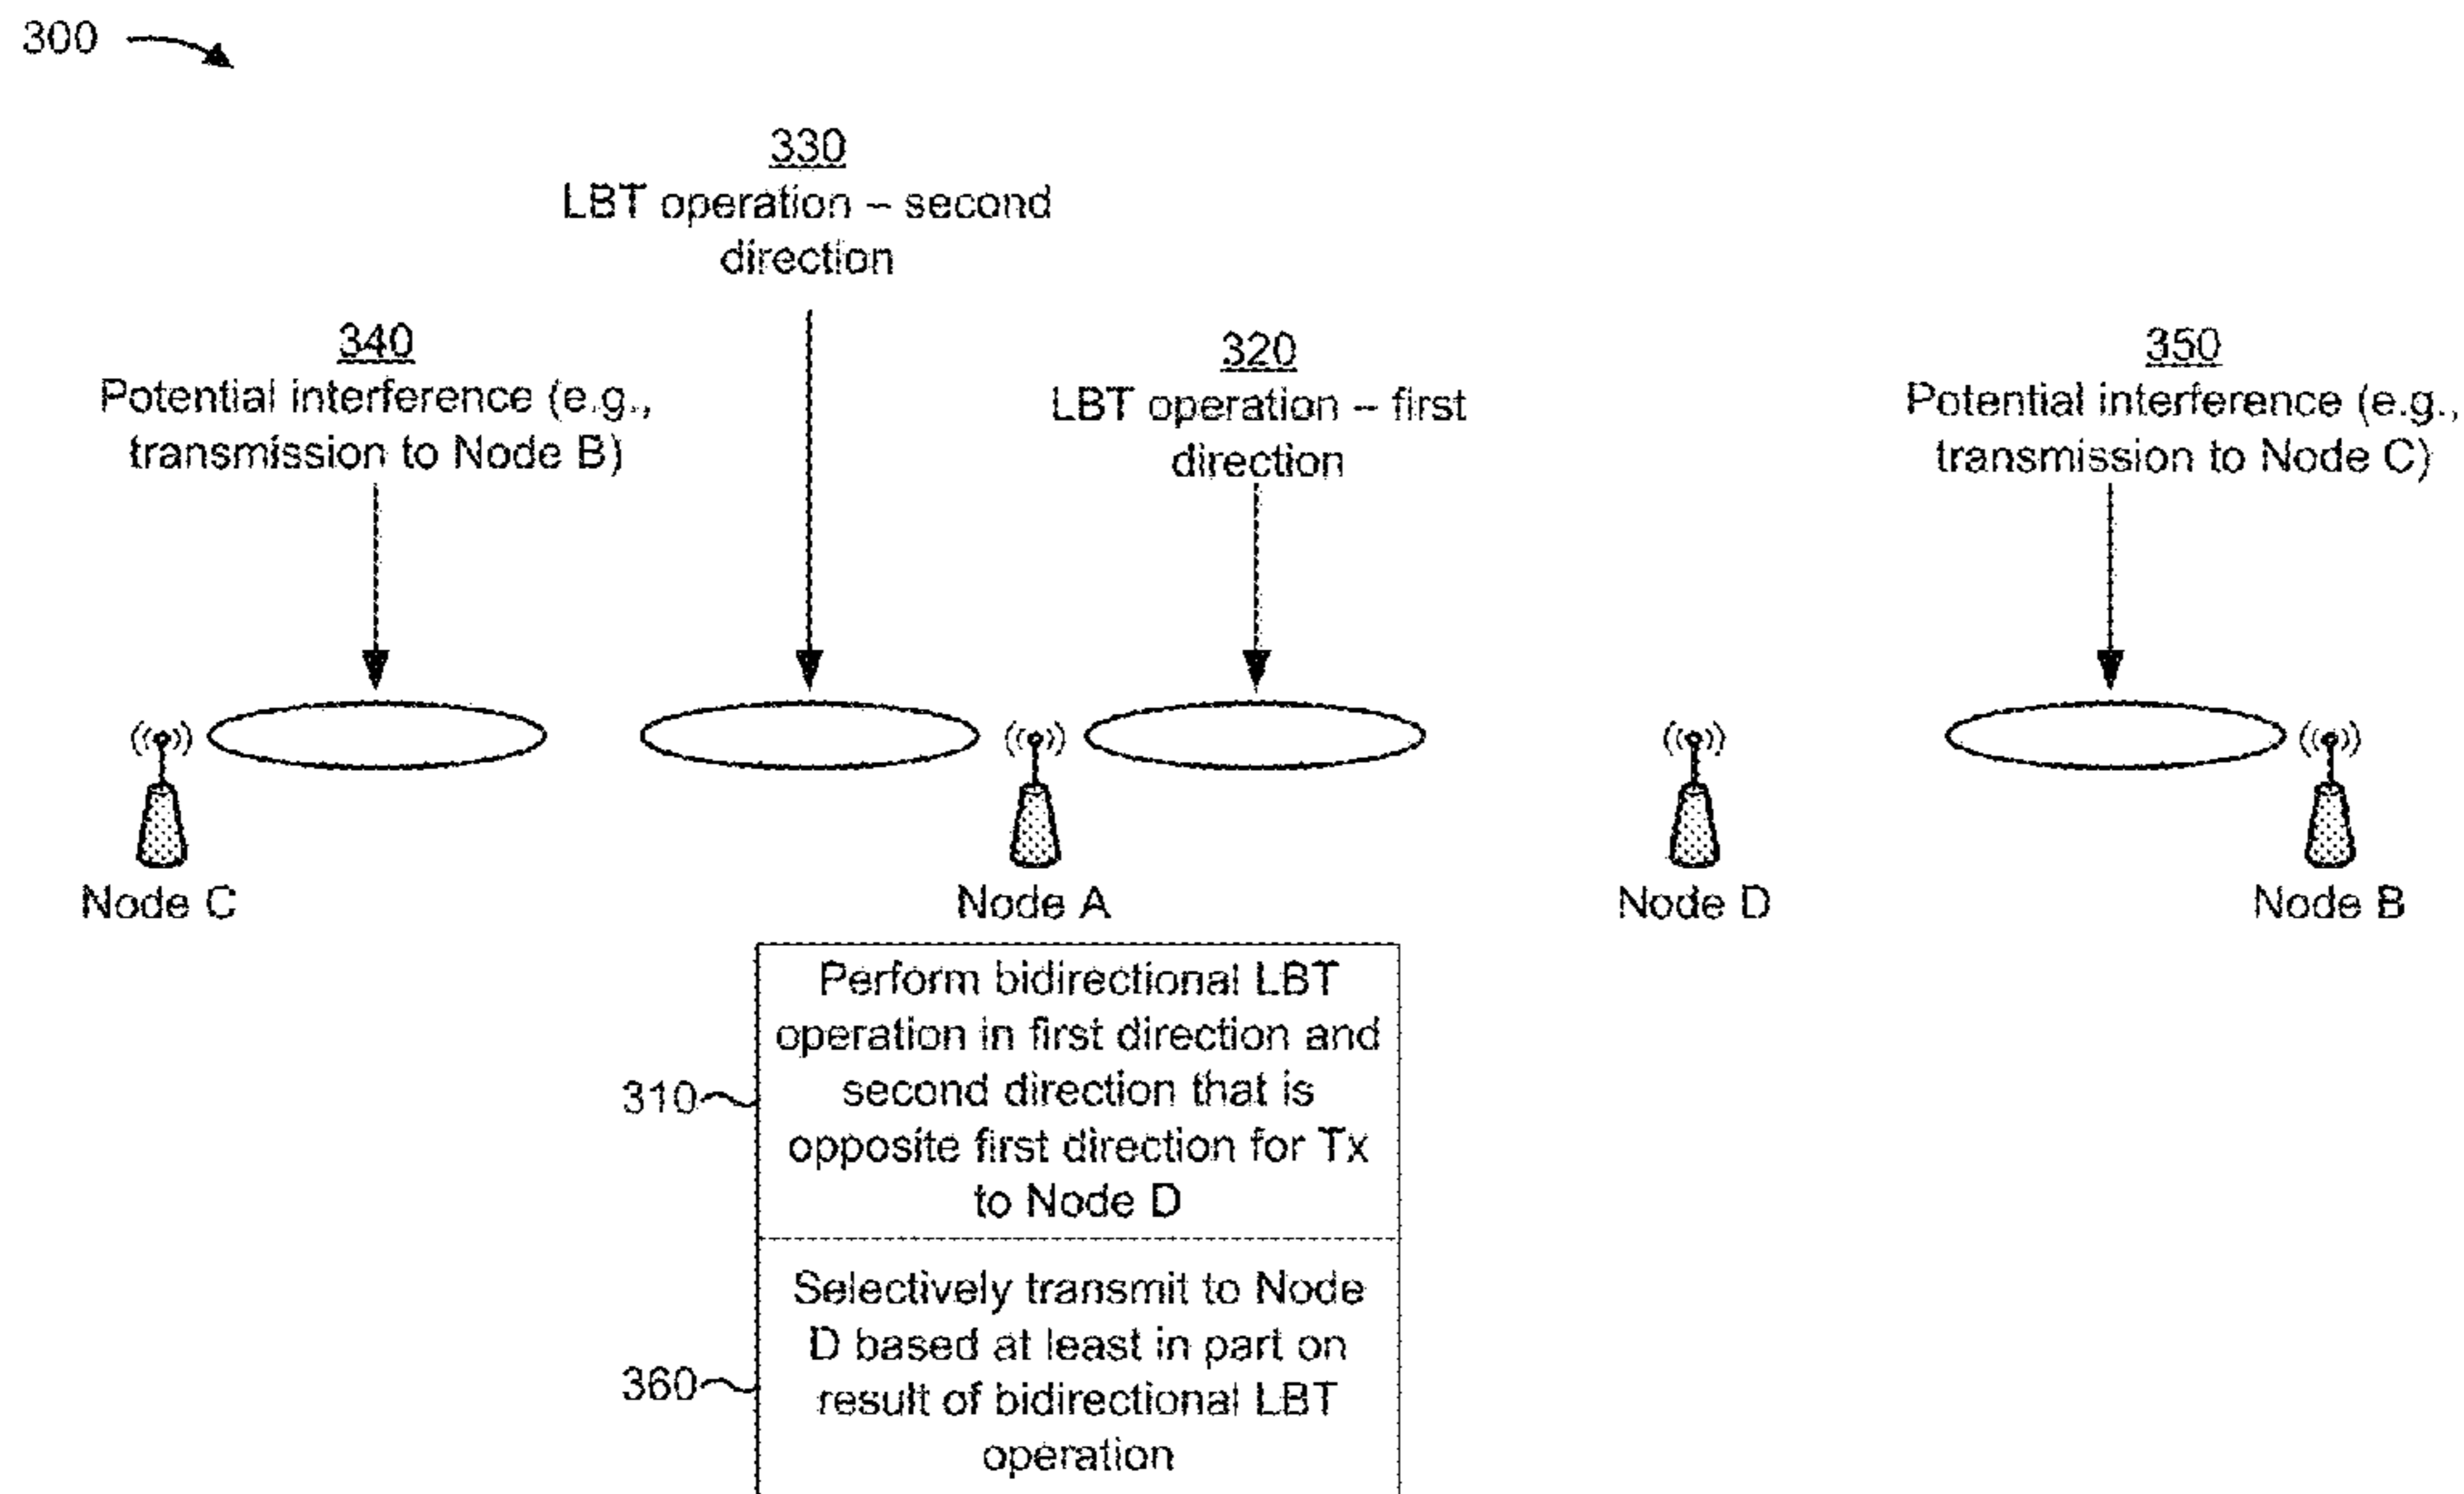 300
330
LBT operation – second
direction
340
Potential interference (e.g.,
transmission to Node B)
320
LBT operation – first
direction
350
Potential interference (e.g.,
transmission to Node C)
Node C
Node A
Node D
Node B
310
Perform bidirectional LBT
operation in first direction and
second direction that is
opposite first direction for Tx
to Node D
360
Selectively transmit to Node
D based at least in part on
result of bidirectional LBT
operation